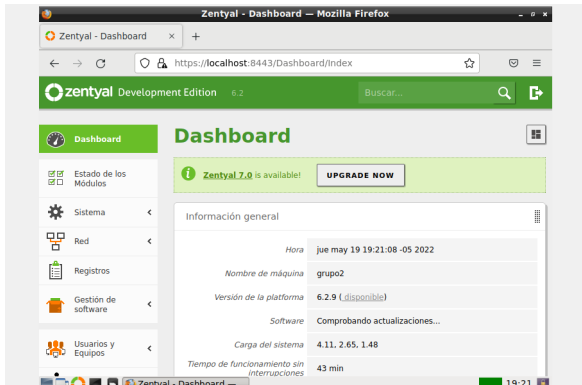 Zentyal - Dashboard — Mozilla Firefox
Zentyal - Dashboard × +
https://localhost:8443/Dashboard/Index
zentyal Development Edition 6.2 Buscar...
Dashboard
Dashboard
Zentyal 7.0 is available! UPGRADE NOW
Estado de los
Módulos
Información general
Sistema
Hora jue may 19 19:21:08 -05 2022
Red
Nombre de máquina grupo2
Registros
Versión de la plataforma 6.2.9 ( disponible)
Gestión de
software
Software Comprobando actualizaciones...
Carga del sistema 4.11, 2.65, 1.48
Usuarios y
Equipos
Tiempo de funcionamiento sin
interrupciones 43 min
Zentyal - Dashboard — 19:21